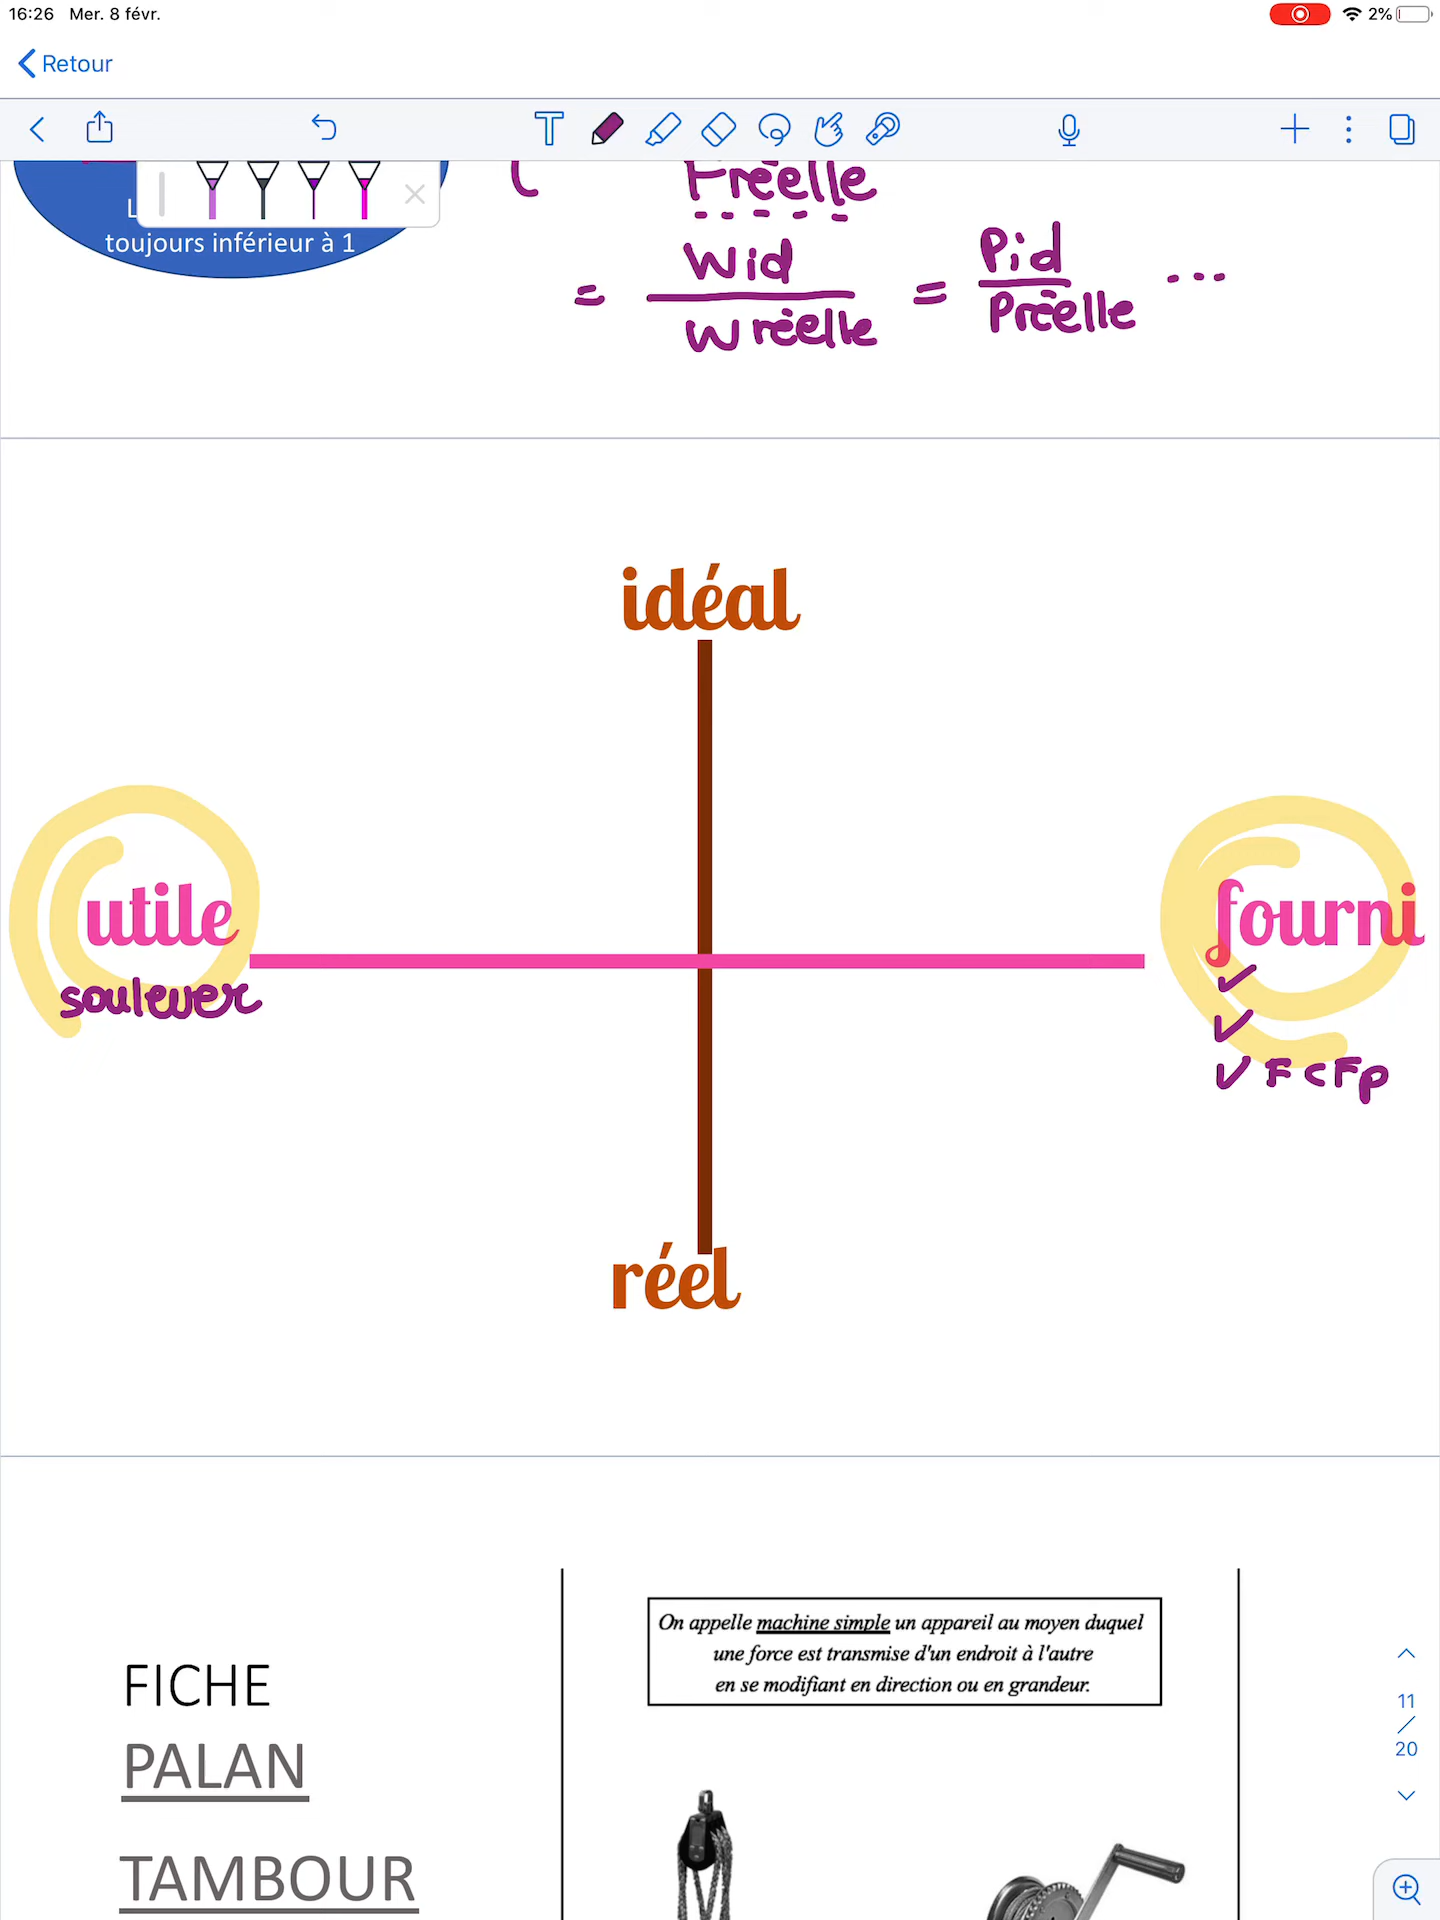 16:26 Mer. 8 févr.
2%
Retour
toujours inférieur à 1
Fréelle
= Wid / Wréelle = Pid / Préelle ...
idéal
utile
fourni
soulever
✓
✓
✓ F < Fp
réel
On appelle machine simple un appareil au moyen duquel
une force est transmise d'un endroit à l'autre
en se modifiant en direction ou en grandeur.
FICHE
PALAN
TAMBOUR
11
/
20